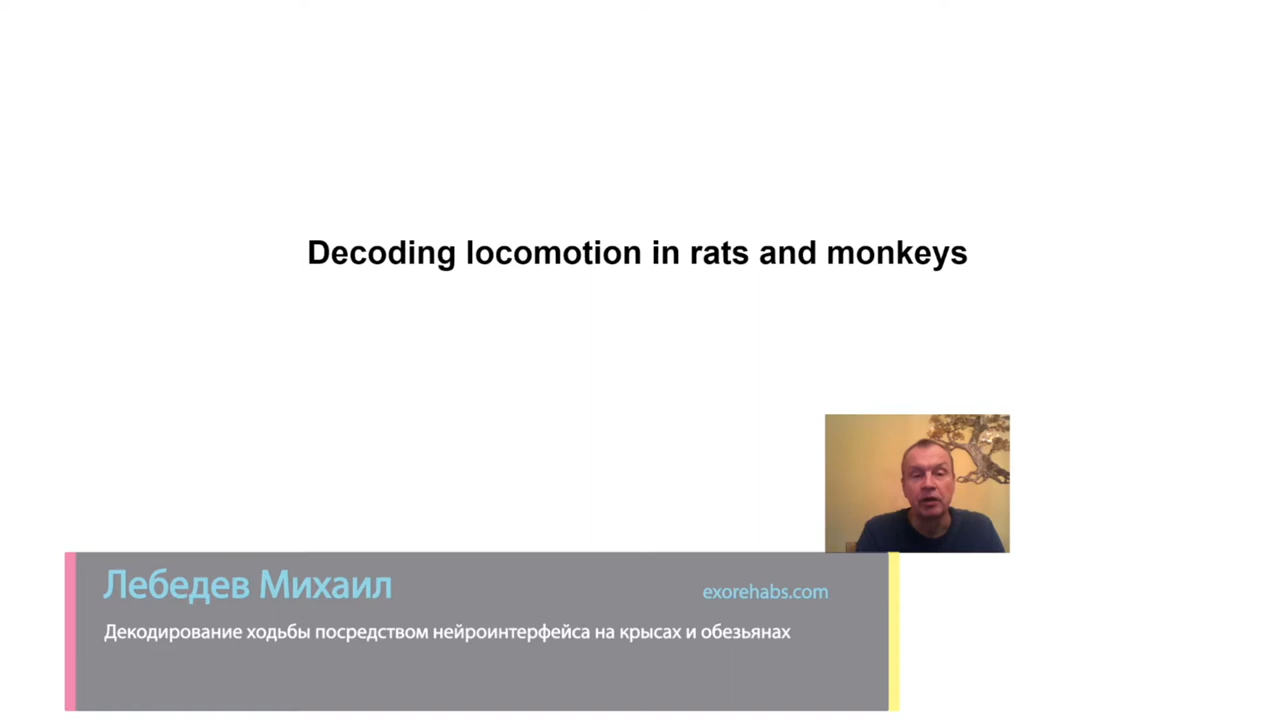 Decoding locomotion in rats and monkeys
Лебедев Михаил
exorehabs.com
Декодирование ходьбы посредством нейроинтерфейса на крысах и обезьянах